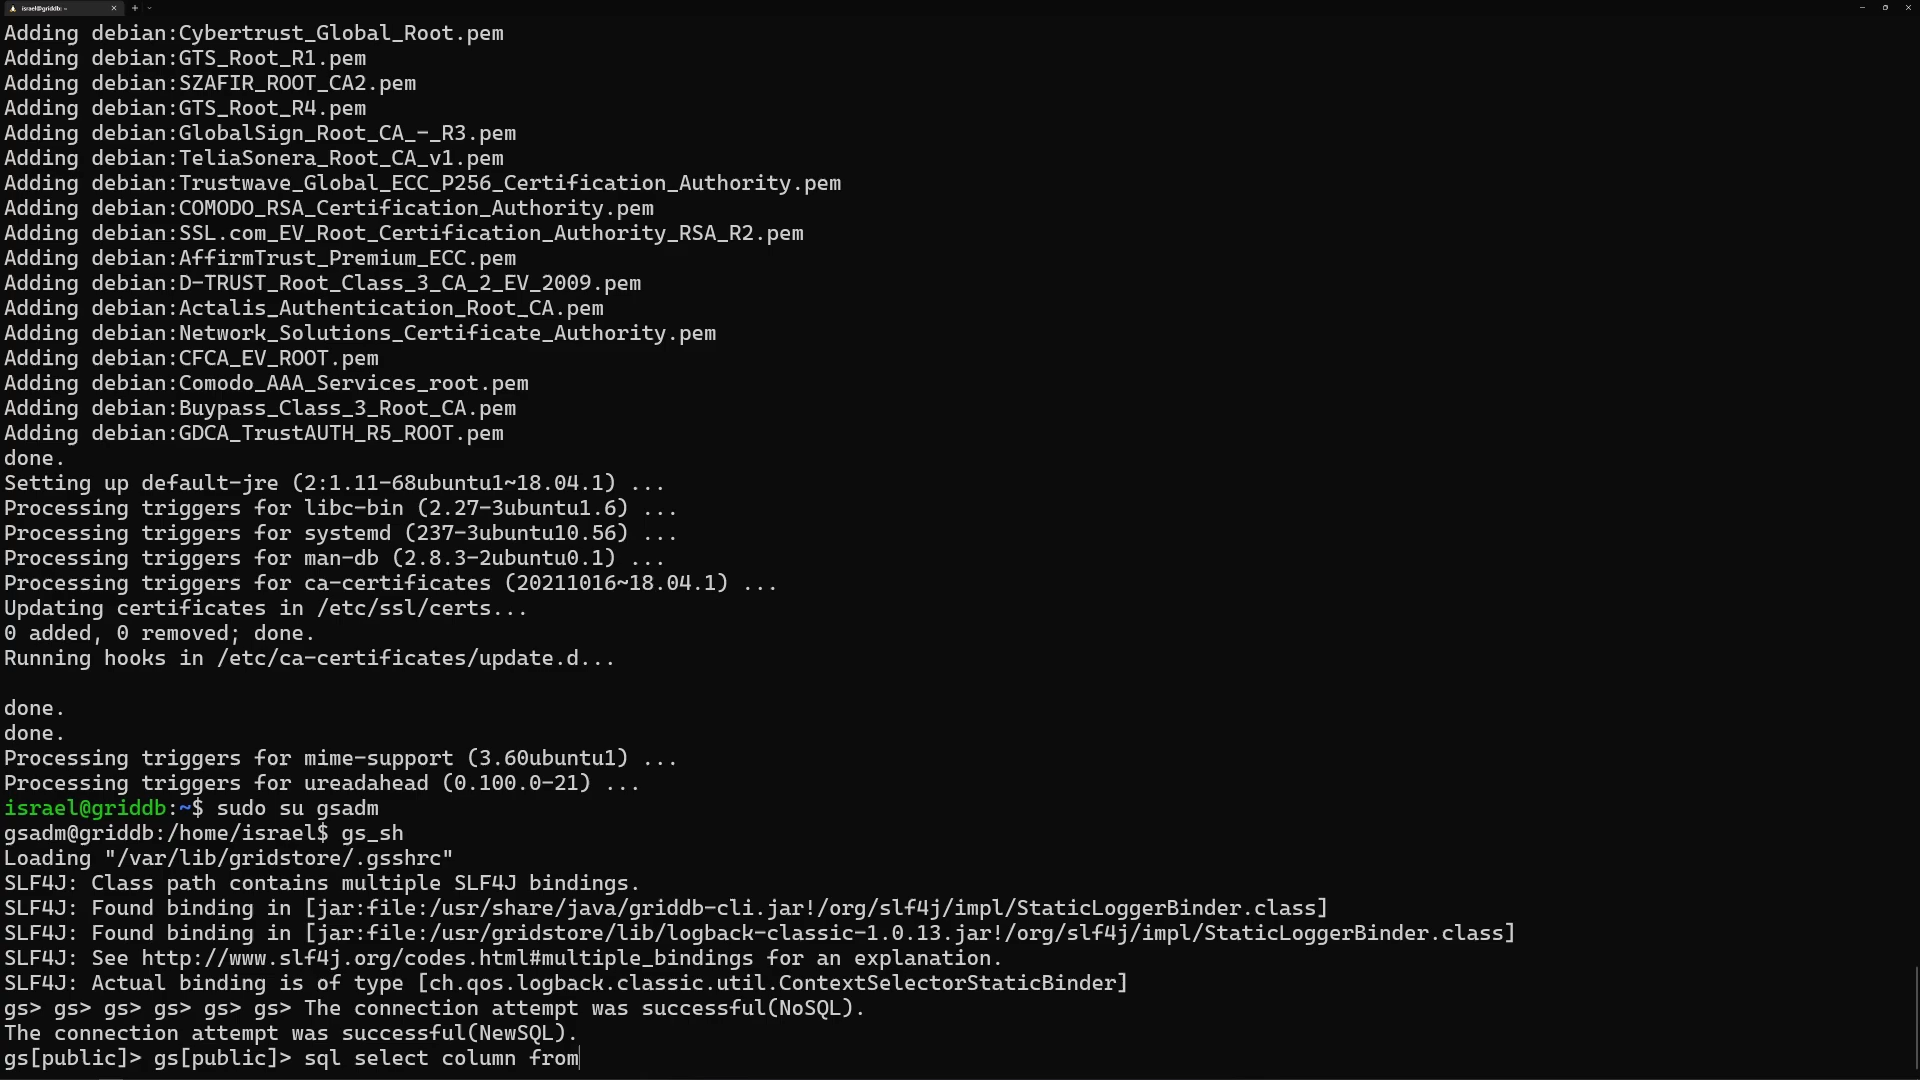 israel@griddb: ~
Adding debian:Cybertrust_Global_Root.pem
Adding debian:GTS_Root_R1.pem
Adding debian:SZAFIR_ROOT_CA2.pem
Adding debian:GTS_Root_R4.pem
Adding debian:GlobalSign_Root_CA_-_R3.pem
Adding debian:TeliaSonera_Root_CA_v1.pem
Adding debian:Trustwave_Global_ECC_P256_Certification_Authority.pem
Adding debian:COMODO_RSA_Certification_Authority.pem
Adding debian:SSL.com_EV_Root_Certification_Authority_RSA_R2.pem
Adding debian:AffirmTrust_Premium_ECC.pem
Adding debian:D-TRUST_Root_Class_3_CA_2_EV_2009.pem
Adding debian:Actalis_Authentication_Root_CA.pem
Adding debian:Network_Solutions_Certificate_Authority.pem
Adding debian:CFCA_EV_ROOT.pem
Adding debian:Comodo_AAA_Services_root.pem
Adding debian:Buypass_Class_3_Root_CA.pem
Adding debian:GDCA_TrustAUTH_R5_ROOT.pem
done.
Setting up default-jre (2:1.11-68ubuntu1~18.04.1) ...
Processing triggers for libc-bin (2.27-3ubuntu1.6) ...
Processing triggers for systemd (237-3ubuntu10.56) ...
Processing triggers for man-db (2.8.3-2ubuntu0.1) ...
Processing triggers for ca-certificates (20211016~18.04.1) ...
Updating certificates in /etc/ssl/certs...
0 added, 0 removed; done.
Running hooks in /etc/ca-certificates/update.d...
done.
done.
Processing triggers for mime-support (3.60ubuntu1) ...
Processing triggers for ureadahead (0.100.0-21) ...
israel@griddb:~$ sudo su gsadm
gsadm@griddb:/home/israel$ gs_sh
Loading "/var/lib/gridstore/.gsshrc"
SLF4J: Class path contains multiple SLF4J bindings.
SLF4J: Found binding in [jar:file:/usr/share/java/griddb-cli.jar!/org/slf4j/impl/StaticLoggerBinder.class]
SLF4J: Found binding in [jar:file:/usr/gridstore/lib/logback-classic-1.0.13.jar!/org/slf4j/impl/StaticLoggerBinder.class]
SLF4J: See http://www.slf4j.org/codes.html#multiple_bindings for an explanation.
SLF4J: Actual binding is of type [ch.qos.logback.classic.util.ContextSelectorStaticBinder]
gs> gs> gs> gs> gs> gs> The connection attempt was successful(NoSQL).
The connection attempt was successful(NewSQL).
gs[public]> gs[public]> sql select column from